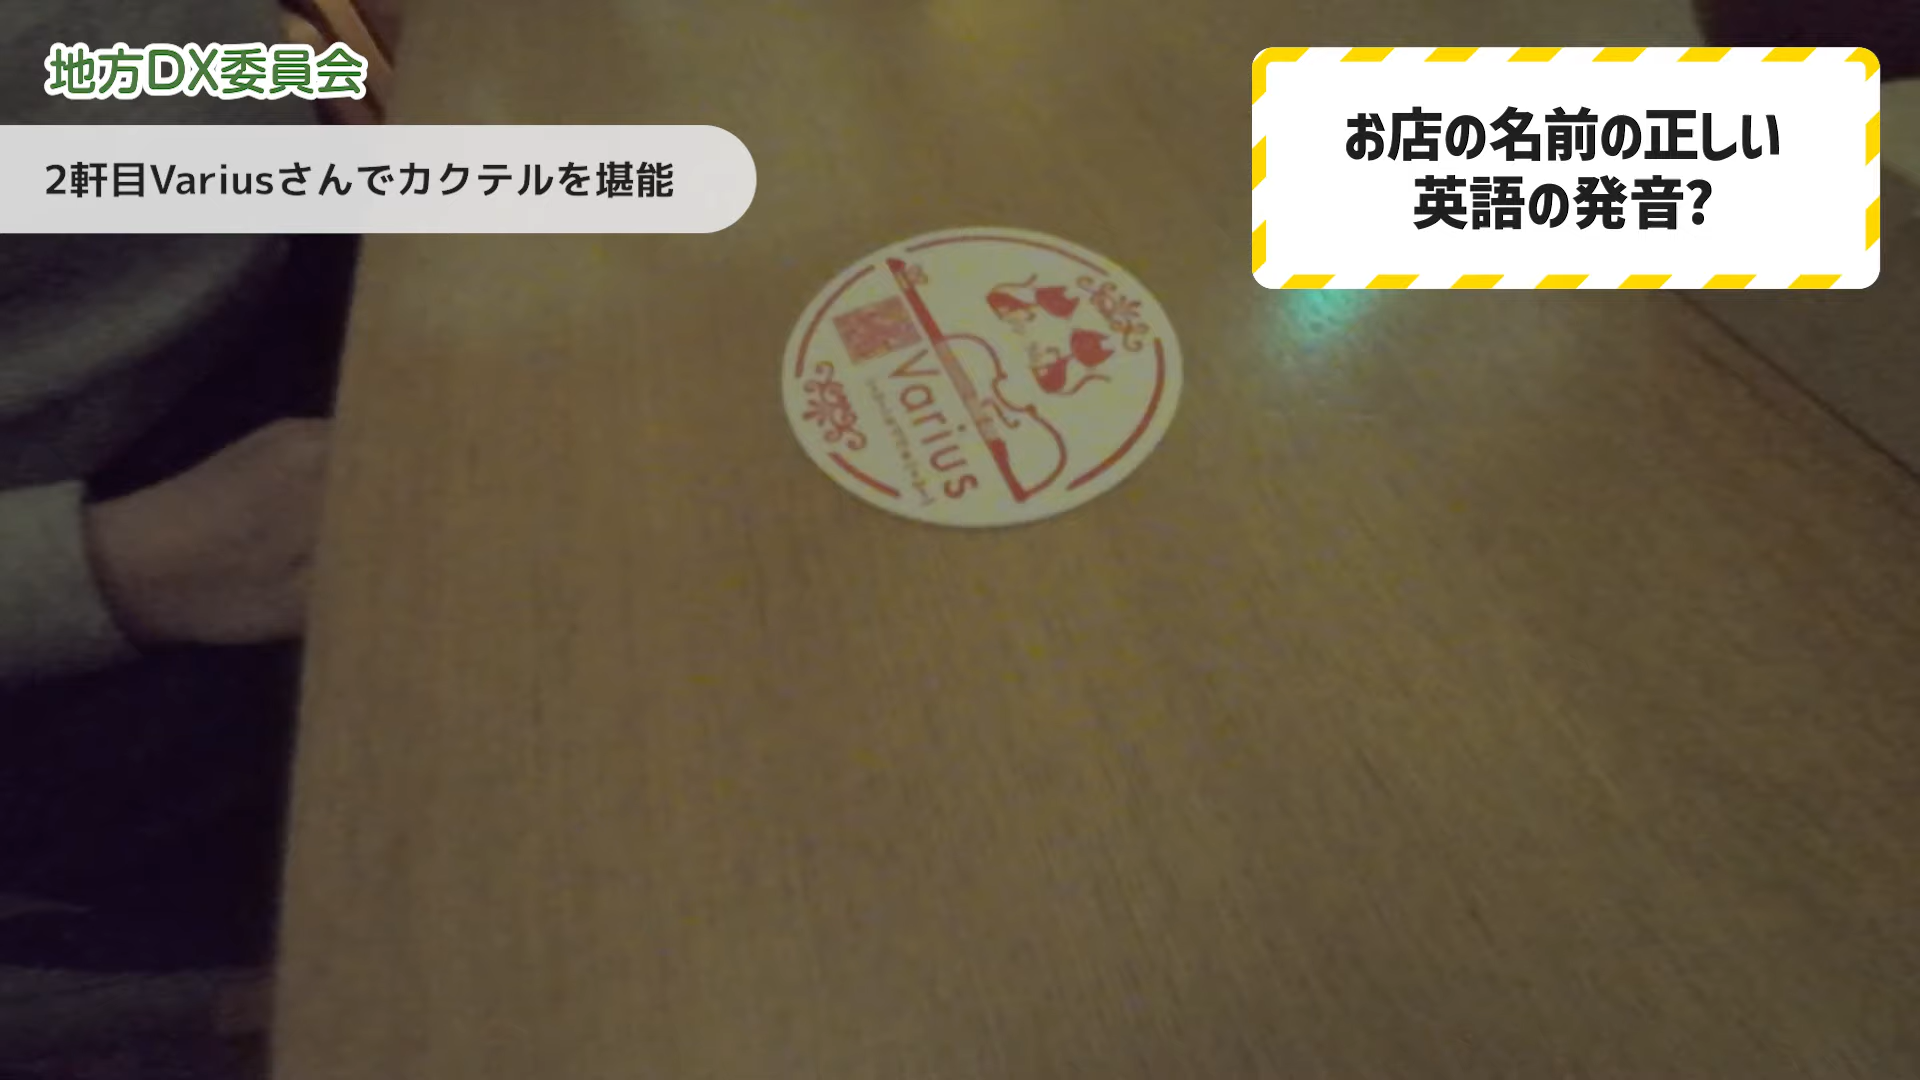 地方DX委員会
2軒目Variusさんでカクテルを堪能
お店の名前の正しい
英語の発音?
Varius